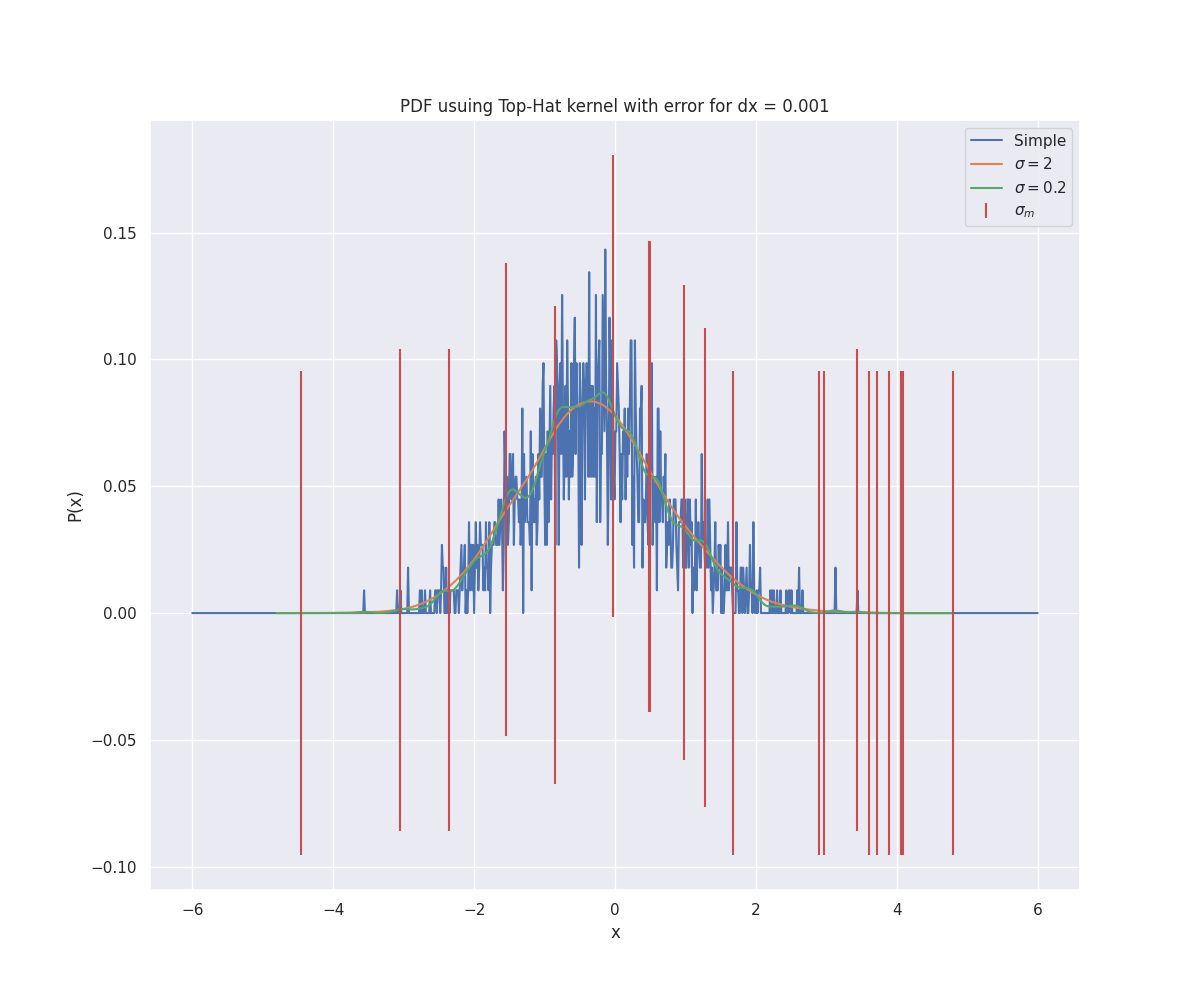 PDF usuing Top-Hat kernel with error for dx = 0.001
Simple
σ = 2
σ = 0.2
σₘ
0.15
0.10
0.05
0.00
−0.05
−0.10
P(x)
−6 −4 −2 0 2 4 6
x